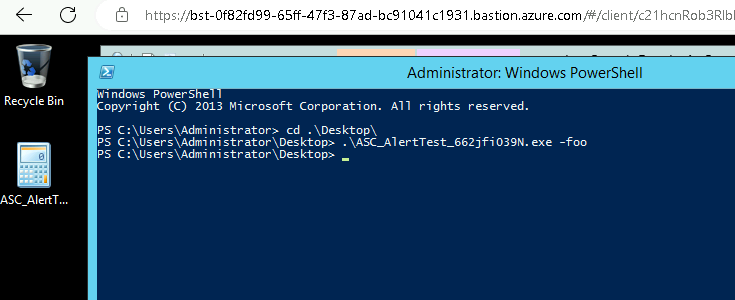 https://bst-0f82fd99-65ff-47f3-87ad-bc91041c1931.bastion.azure.com/#/client/c21hcnRob3Rlbl
Recycle Bin
ASC_AlertT...
Administrator: Windows PowerShell
Windows PowerShell
Copyright (C) 2013 Microsoft Corporation. All rights reserved.
PS C:\Users\Administrator> cd .\Desktop\
PS C:\Users\Administrator\Desktop> .\ASC_AlertTest_662jfi039N.exe -foo
PS C:\Users\Administrator\Desktop>